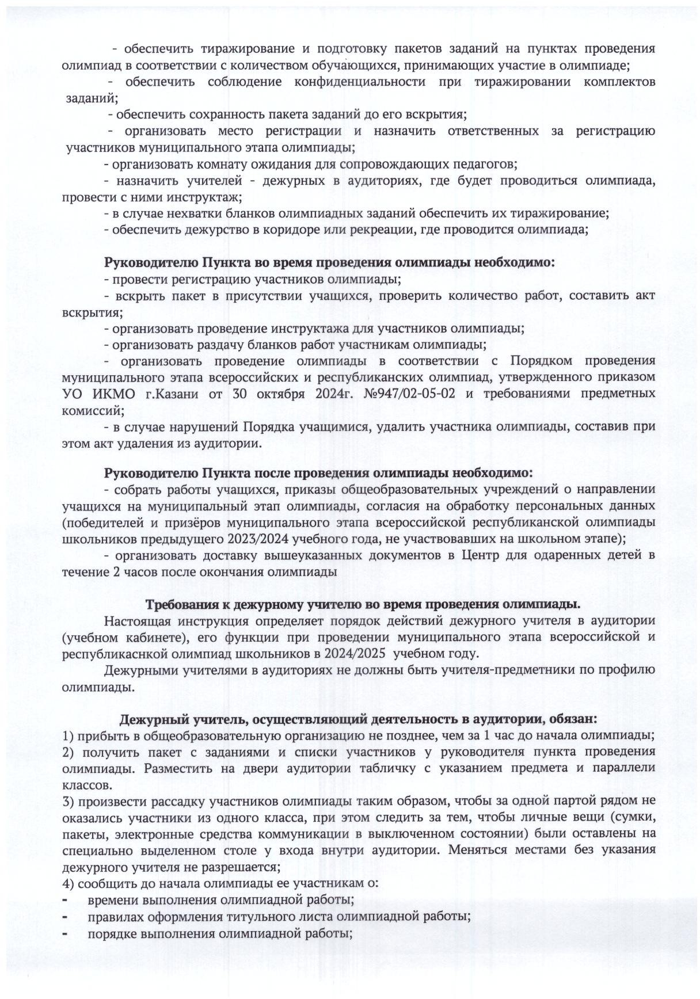 - обеспечить тиражирование и подготовку пакетов заданий на пунктах проведения
олимпиад в соответствии с количеством обучающихся, принимающих участие в олимпиаде;
- обеспечить соблюдение конфиденциальности при тиражировании комплектов
заданий;
- обеспечить сохранность пакета заданий до его вскрытия;
- организовать место регистрации и назначить ответственных за регистрацию
участников муниципального этапа олимпиады;
- организовать комнату ожидания для сопровождающих педагогов;
- назначить учителей - дежурных в аудиториях, где будет проводиться олимпиада,
провести с ними инструктаж;
- в случае нехватки бланков олимпиадных заданий обеспечить их тиражирование;
- обеспечить дежурство в коридоре или рекреации, где проводится олимпиада;
Руководителю Пункта во время проведения олимпиады необходимо:
- провести регистрацию участников олимпиады;
- вскрыть пакет в присутствии учащихся, проверить количество работ, составить акт
вскрытия;
- организовать проведение инструктажа для участников олимпиады;
- организовать раздачу бланков работ участникам олимпиады;
- организовать проведение олимпиады в соответствии с Порядком проведения
муниципального этапа всероссийских и республиканских олимпиад, утвержденного приказом
УО ИКМО г.Казани от 30 октября 2024г. №947/02-05-02 и требованиями предметных
комиссий;
- в случае нарушений Порядка учащимися, удалить участника олимпиады, составив при
этом акт удаления из аудитории.
Руководителю Пункта после проведения олимпиады необходимо:
- собрать работы учащихся, приказы общеобразовательных учреждений о направлении
учащихся на муниципальный этап олимпиады, согласия на обработку персональных данных
(победителей и призёров муниципального этапа всероссийской республиканской олимпиады
школьников предыдущего 2023/2024 учебного года, не участвовавших на школьном этапе);
- организовать доставку вышеуказанных документов в Центр для одаренных детей в
течение 2 часов после окончания олимпиады
Требования к дежурному учителю во время проведения олимпиады.
Настоящая инструкция определяет порядок действий дежурного учителя в аудитории
(учебном кабинете), его функции при проведении муниципального этапа всероссийской и
республикаснкой олимпиад школьников в 2024/2025 учебном году.
Дежурными учителями в аудиториях не должны быть учителя-предметники по профилю
олимпиады.
Дежурный учитель, осуществляющий деятельность в аудитории, обязан:
1) прибыть в общеобразовательную организацию не позднее, чем за 1 час до начала олимпиады;
2) получить пакет с заданиями и списки участников у руководителя пункта проведения
олимпиады. Разместить на двери аудитории табличку с указанием предмета и параллели
классов.
3) произвести рассадку участников олимпиады таким образом, чтобы за одной партой рядом не
оказались участники из одного класса, при этом следить за тем, чтобы личные вещи (сумки,
пакеты, электронные средства коммуникации в выключенном состоянии) были оставлены на
специально выделенном столе у входа внутри аудитории. Меняться местами без указания
дежурного учителя не разрешается;
4) сообщить до начала олимпиады ее участникам о:
- времени выполнения олимпиадной работы;
- правилах оформления титульного листа олимпиадной работы;
- порядке выполнения олимпиадной работы;